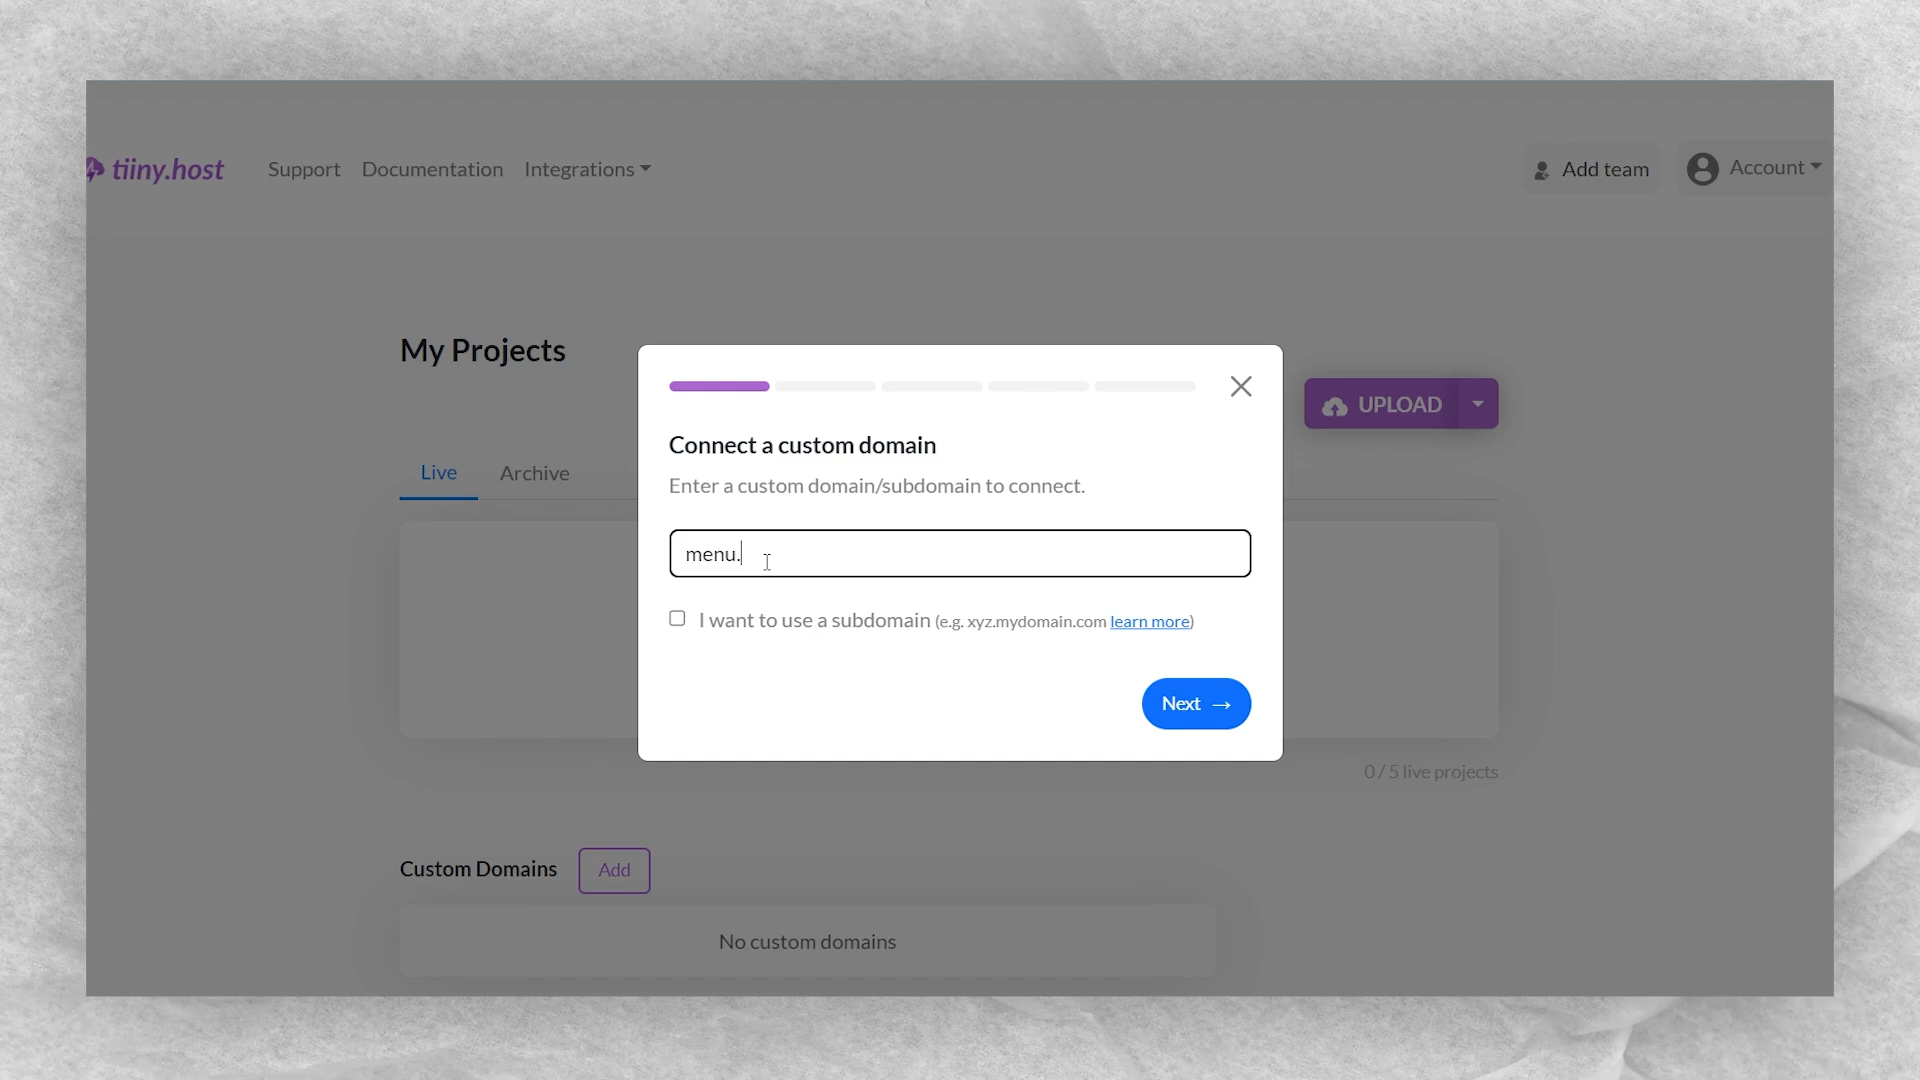 tiiny.host Support Documentation Integrations Add team Account
My Projects
UPLOAD
Live Archive
Connect a custom domain
Enter a custom domain/subdomain to connect.
menu.
I want to use a subdomain (e.g. xyz.mydomain.com learn more)
Next →
0 / 5 live projects
Custom Domains Add
No custom domains